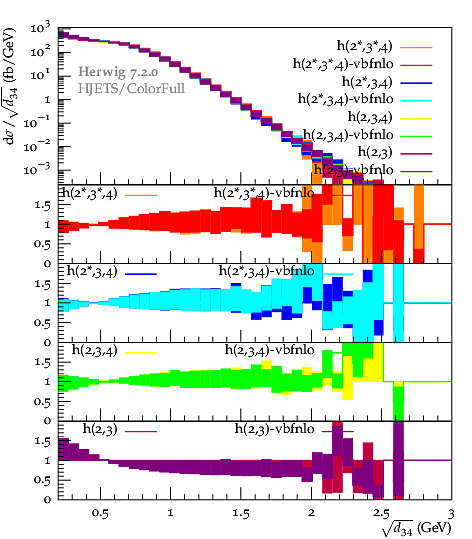 10^3
10^2
10^1
1
10^−1
10^−2
10^−3
dσ/√d34 (fb/GeV)
Herwig 7.2.0
HJETS/ColorFull
h(2*,3*,4)
h(2*,3*,4)-vbfnlo
h(2*,3,4)
h(2*,3,4)-vbfnlo
h(2,3,4)
h(2,3,4)-vbfnlo
h(2,3)
h(2,3)-vbfnlo
h(2*,3*,4) h(2*,3*,4)-vbfnlo
1.5
1
0.5
0
h(2*,3,4) h(2*,3,4)-vbfnlo
1.5
1
0.5
0
h(2,3,4) h(2,3,4)-vbfnlo
1.5
1
0.5
0
h(2,3) h(2,3)-vbfnlo
1.5
1
0.5
0
0.5 1 1.5 2 2.5 3
√d34 (GeV)